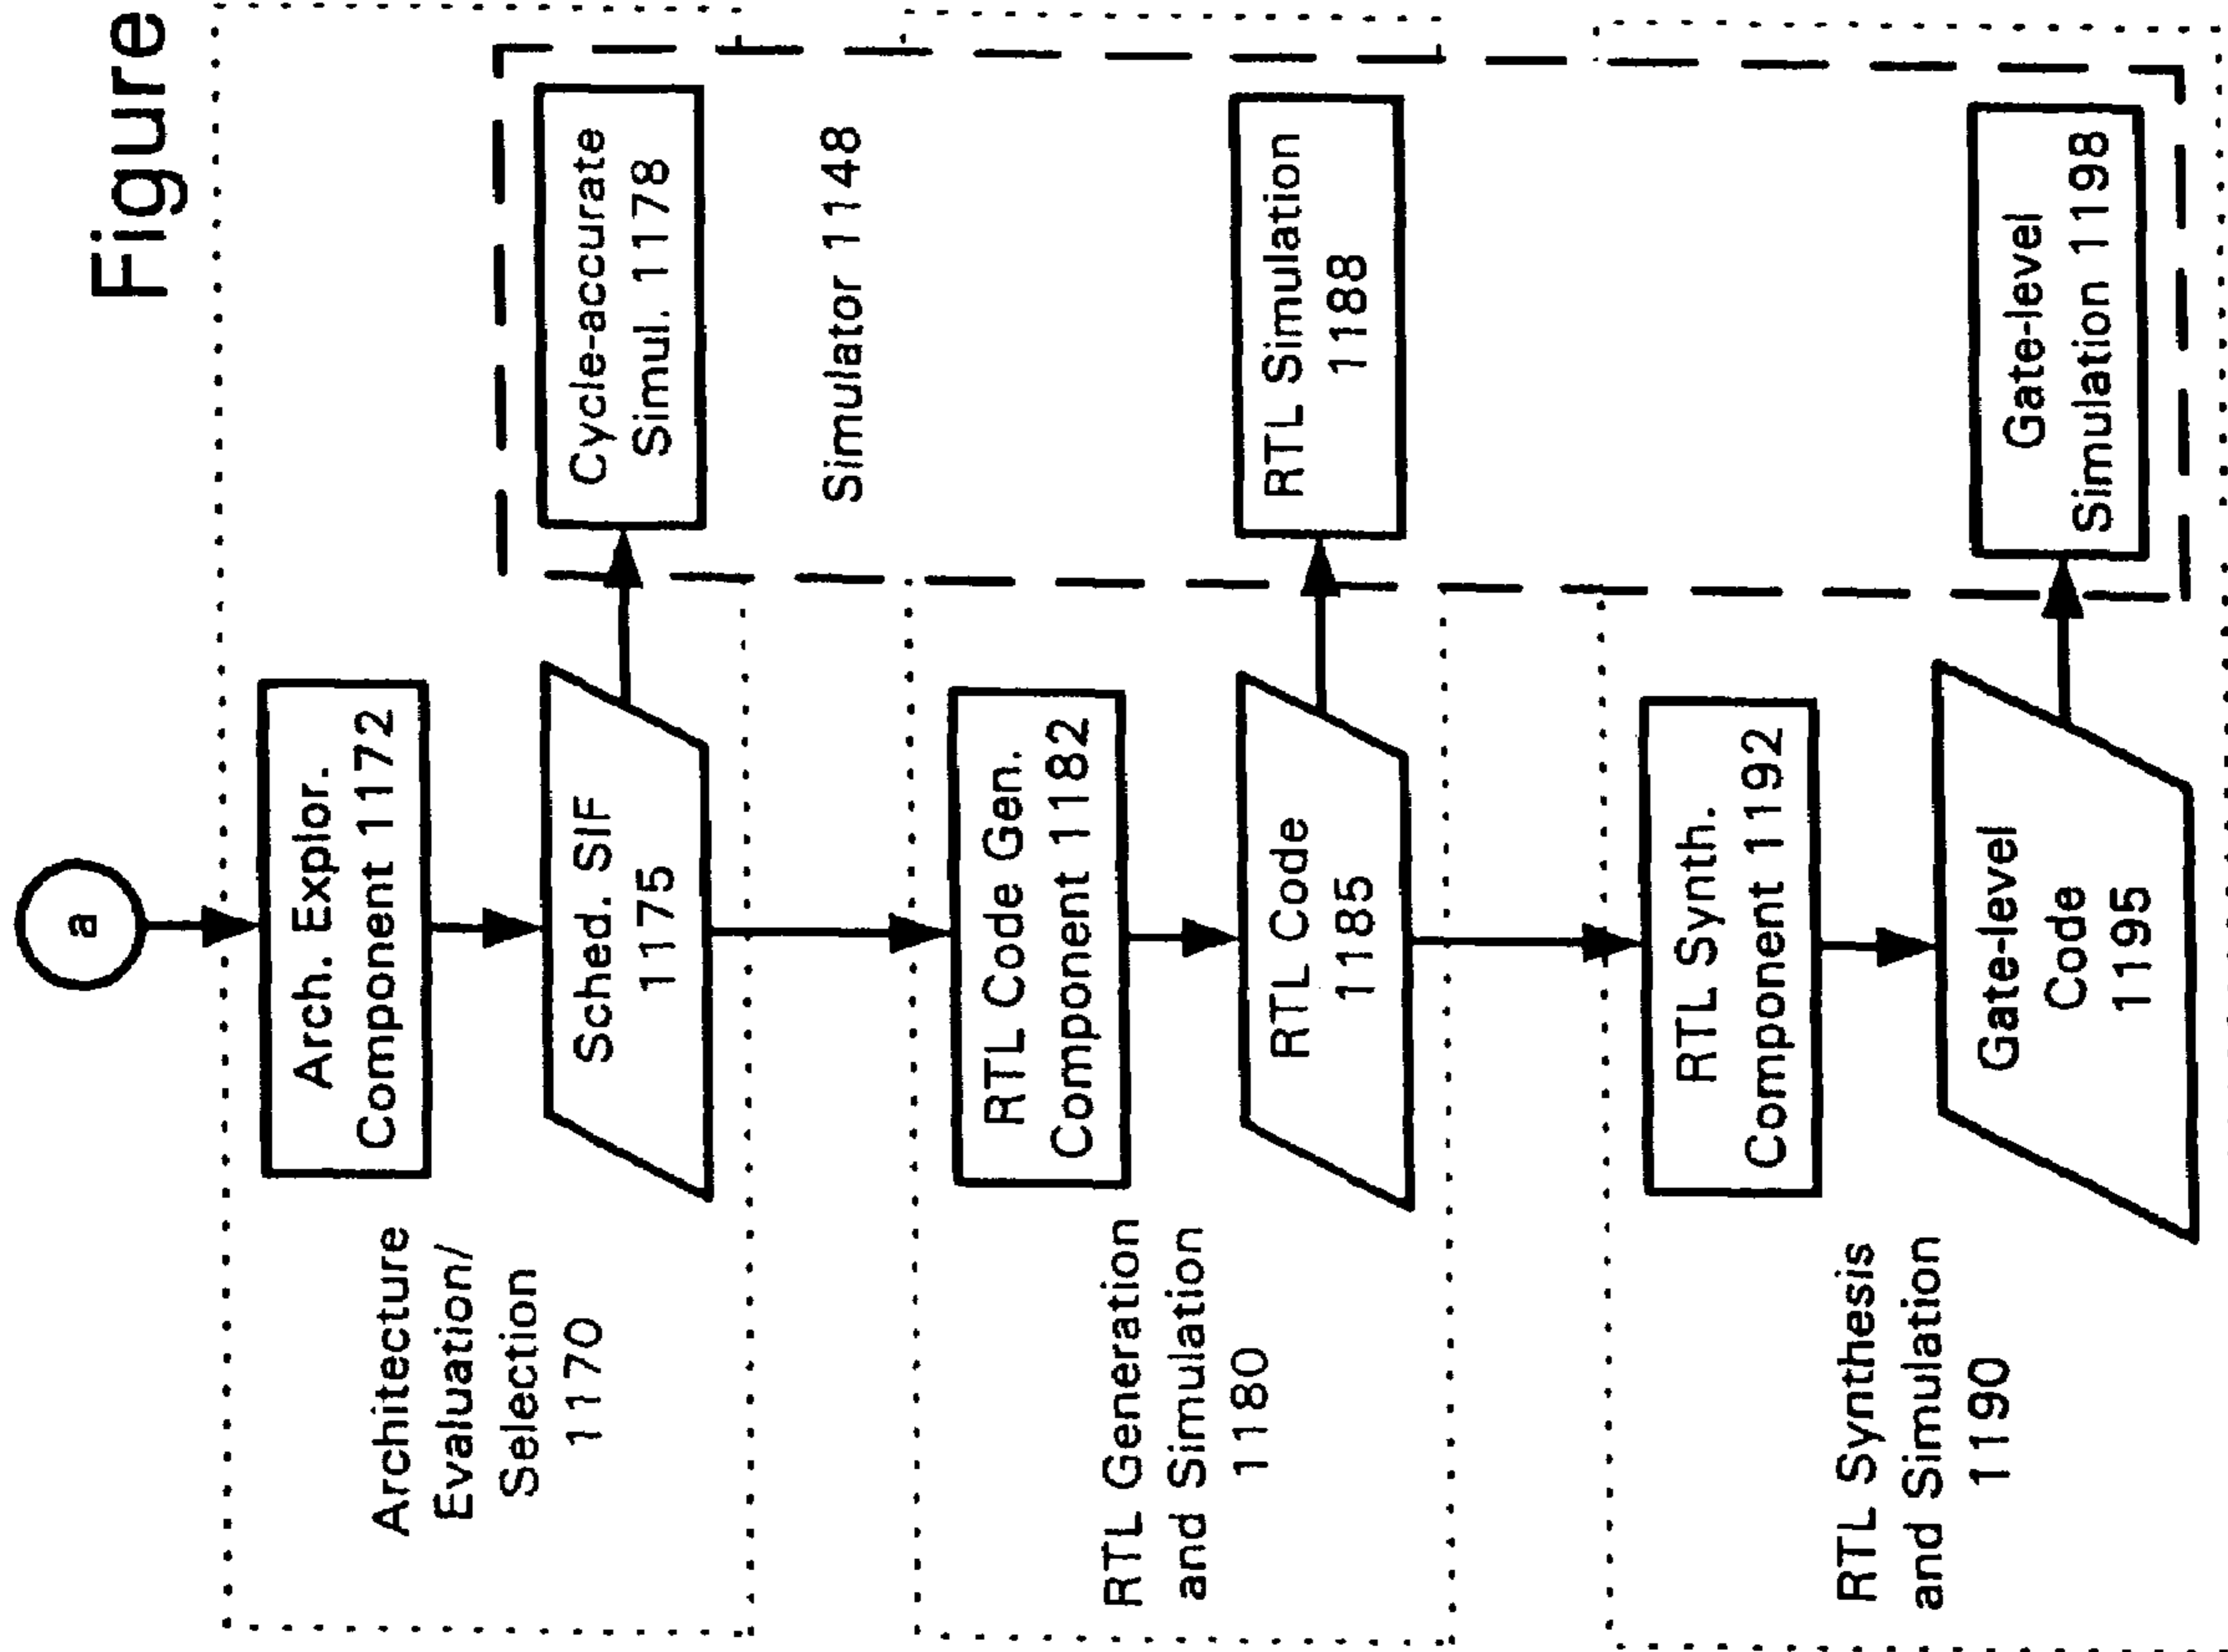 Figure
a
Architecture
Evaluation/
Selection
1170
Arch. Explor.
Component 1172
Sched. SIF
1175
Cycle-accurate
Simul. 1178
Simulator 1148
RTL Generation
and Simulation
1180
RTL Code Gen.
Component 1182
RTL Code
1185
RTL Simulation
1188
RTL Synthesis
and Simulation
1190
RTL Synth.
Component 1192
Gate-level
Code
1195
Gate-level
Simulation 1198